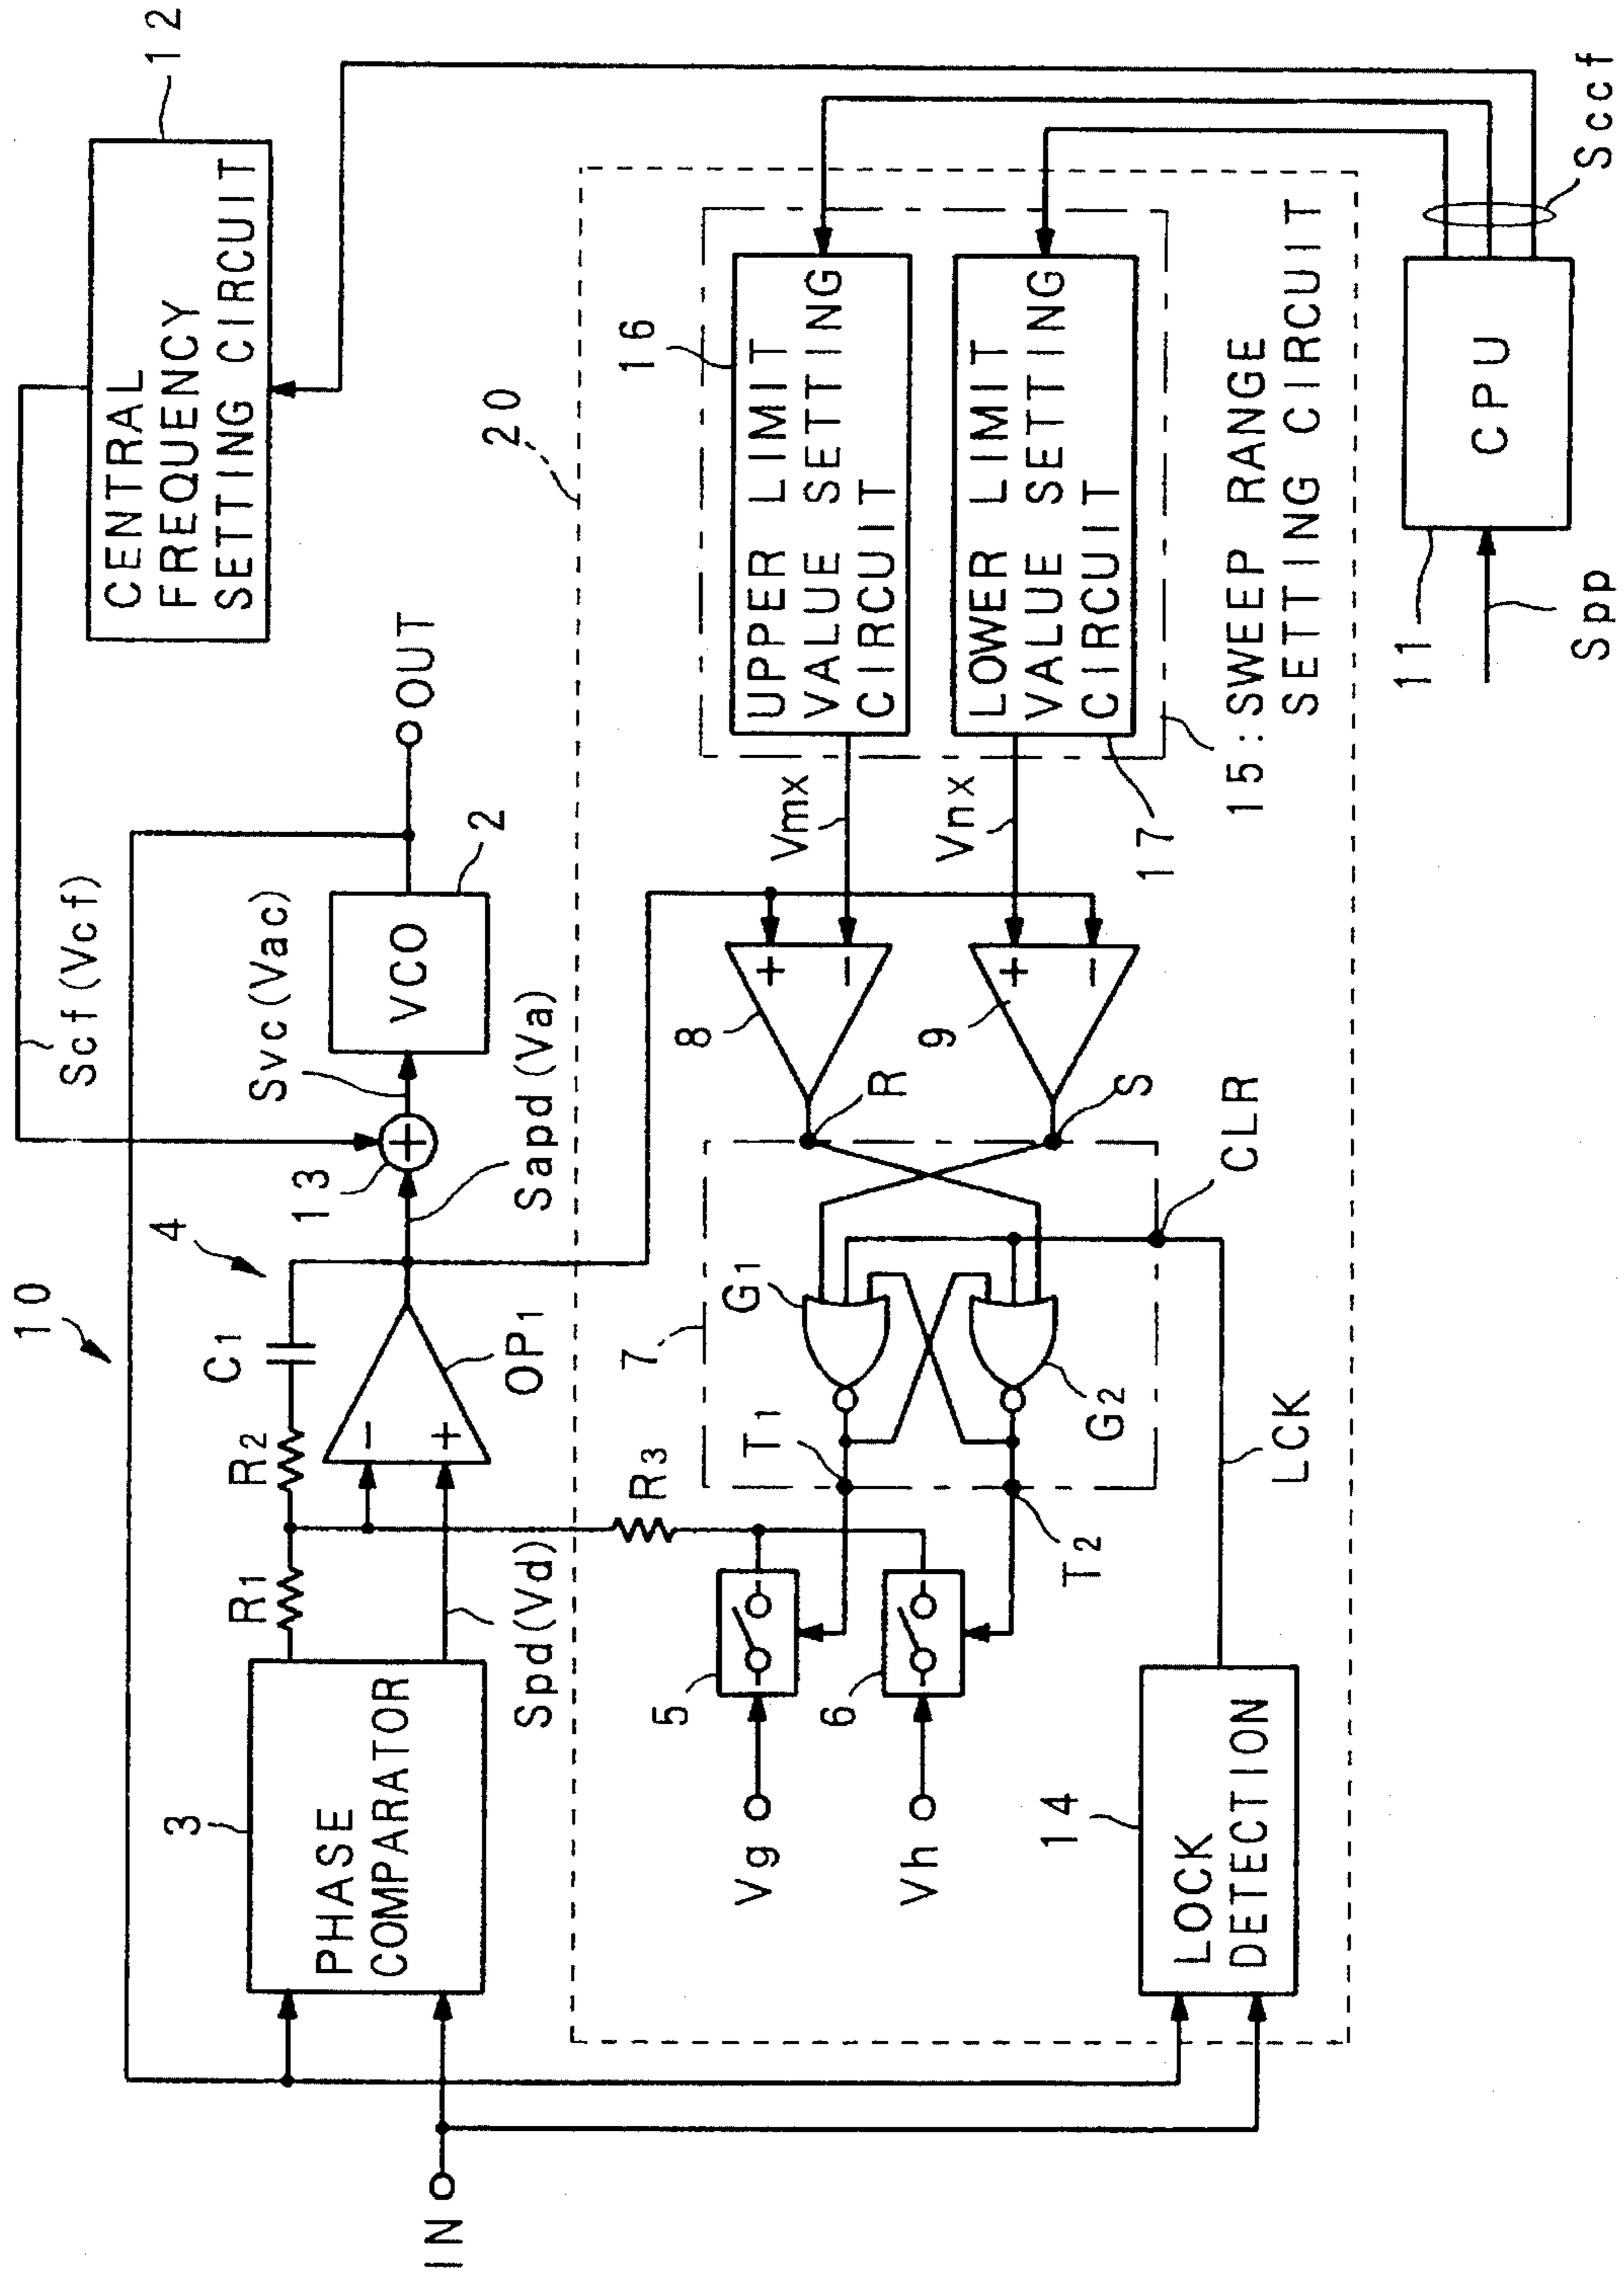 10
12
CENTRAL
FREQUENCY
SETTING CIRCUIT
Scf(Vcf)
4
C1
R2
R1
3
PHASE
COMPARATOR
OP1
13
Svc(Vac)
VCO
2
OUT
IN
Spd(Vd)
Sapd(Va)
20
R3
5
6
Vg
Vh
7
T1
T2
G1
G2
8
9
R
S
Vmx
Vnx
16
UPPER LIMIT
VALUE SETTING
CIRCUIT
LOWER LIMIT
VALUE SETTING
CIRCUIT
17
15:SWEEP RANGE
SETTING CIRCUIT
14
LOCK
DETECTION
LCK
CLR
11
CPU
Spp
Sccf
+
-
+
-
+
-
+